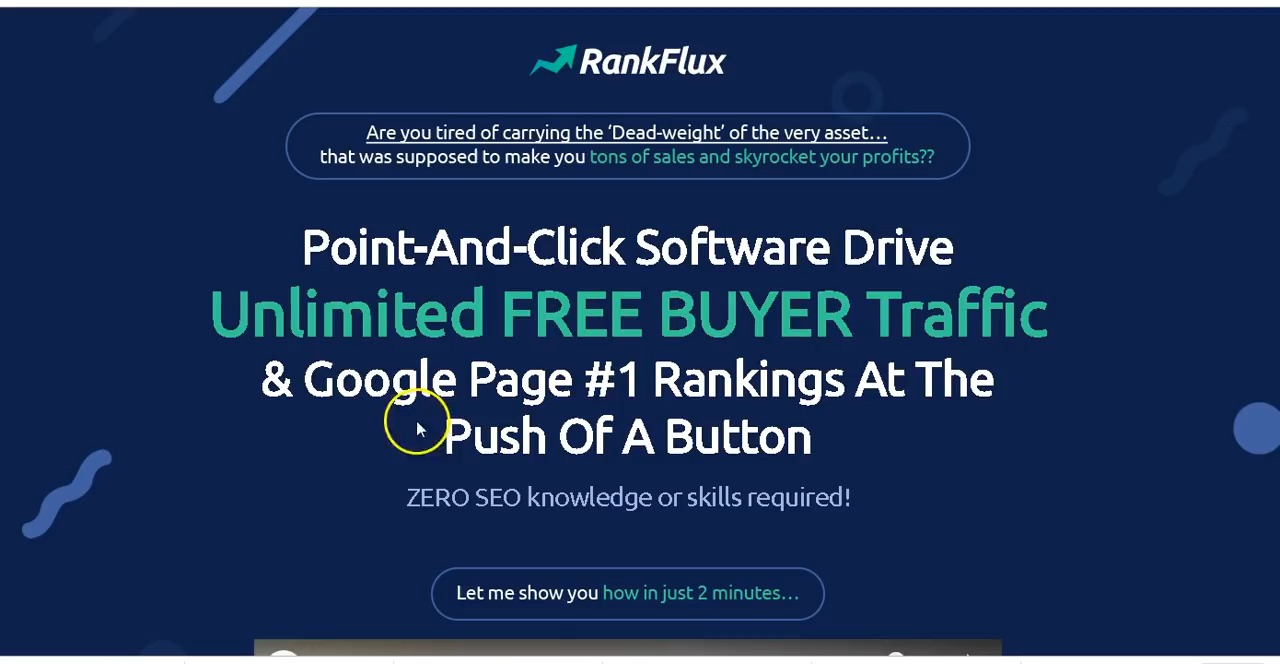 RankFlux
Are you tired of carrying the ‘Dead-weight’ of the very asset…
that was supposed to make you tons of sales and skyrocket your profits??
Point-And-Click Software Drive
Unlimited FREE BUYER Traffic
& Google Page #1 Rankings At The
Push Of A Button
ZERO SEO knowledge or skills required!
Let me show you how in just 2 minutes…